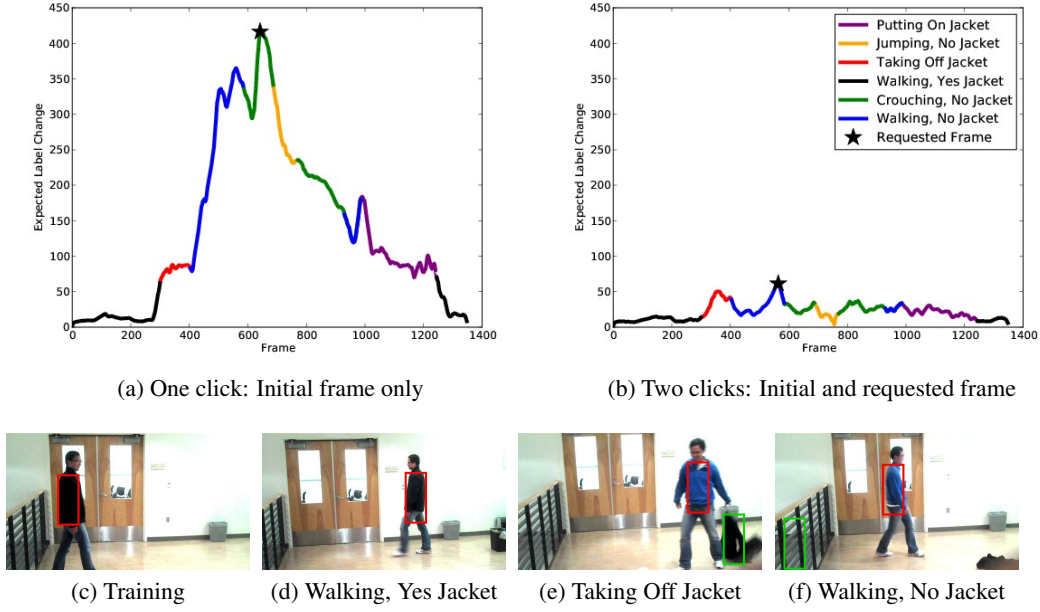 450
400
350
300
250
200
150
100
50
0
Expected Label Change
0 200 400 600 800 1000 1200 1400
Frame
450
400
350
300
250
200
150
100
50
0
Expected Label Change
0 200 400 600 800 1000 1200 1400
Frame
Putting On Jacket
Jumping, No Jacket
Taking Off Jacket
Walking, Yes Jacket
Crouching, No Jacket
Walking, No Jacket
Requested Frame
(a) One click: Initial frame only
(b) Two clicks: Initial and requested frame
(c) Training
(d) Walking, Yes Jacket
(e) Taking Off Jacket
(f) Walking, No Jacket